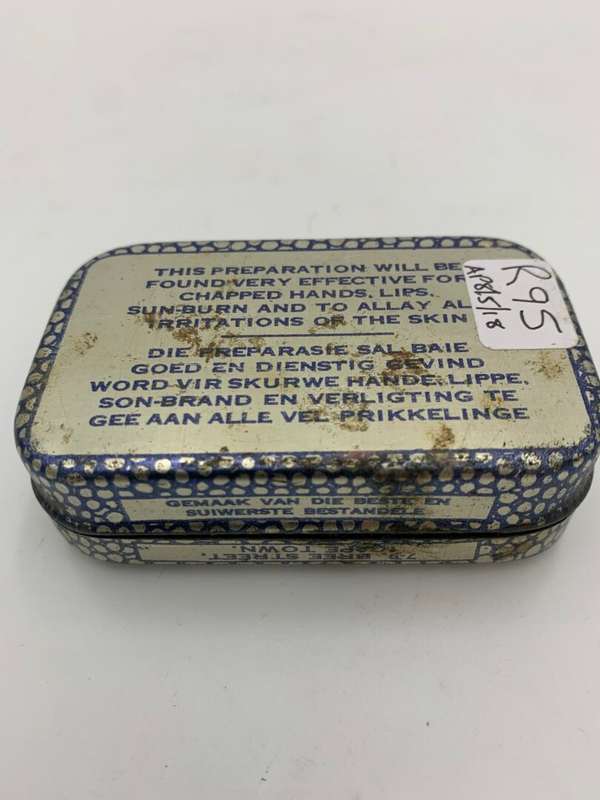 THIS PREPARATION WILL BE
FOUND VERY EFFECTIVE FOR
CHAPPED HANDS, LIPS,
SUN-BURN AND TO ALLAY AL
IRRITATIONS OF THE SKIN
DIE PREPARASIE SAL BAIE
GOED EN DIENSTIG GEVIND
WORD VIR SKURWE HANDE, LIPPE,
SON-BRAND EN VERLIGTING TE
GEE AAN ALLE VEL PRIKKELINGE
R95
GEMAAK VAN DIE BESTE EN
SUIWERSTE BESTANDELE
BREE STREET,
CAPE TOWN.